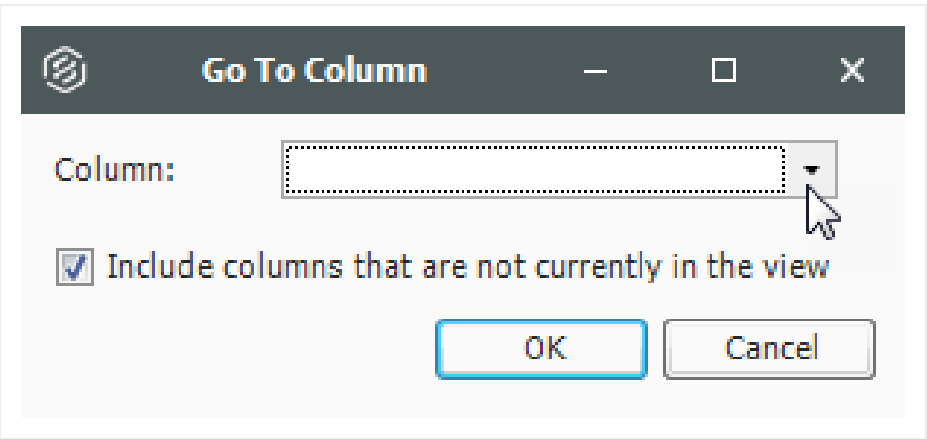 Go To Column
Column:
Include columns that are not currently in the view
OK
Cancel